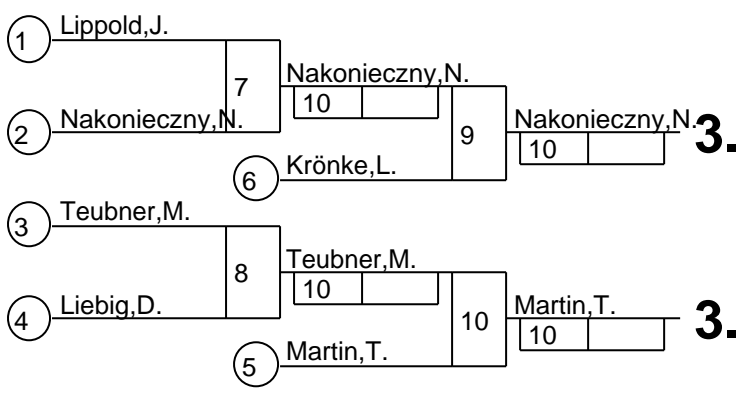 1 Lippold,J.
7
Nakonieczny,N.
10
2 Nakonieczny,N.
9
Nakonieczny,N. 3.
10
6 Krönke,L.
3 Teubner,M.
8
Teubner,M.
10
4 Liebig,D.
10
Martin,T. 3.
10
5 Martin,T.